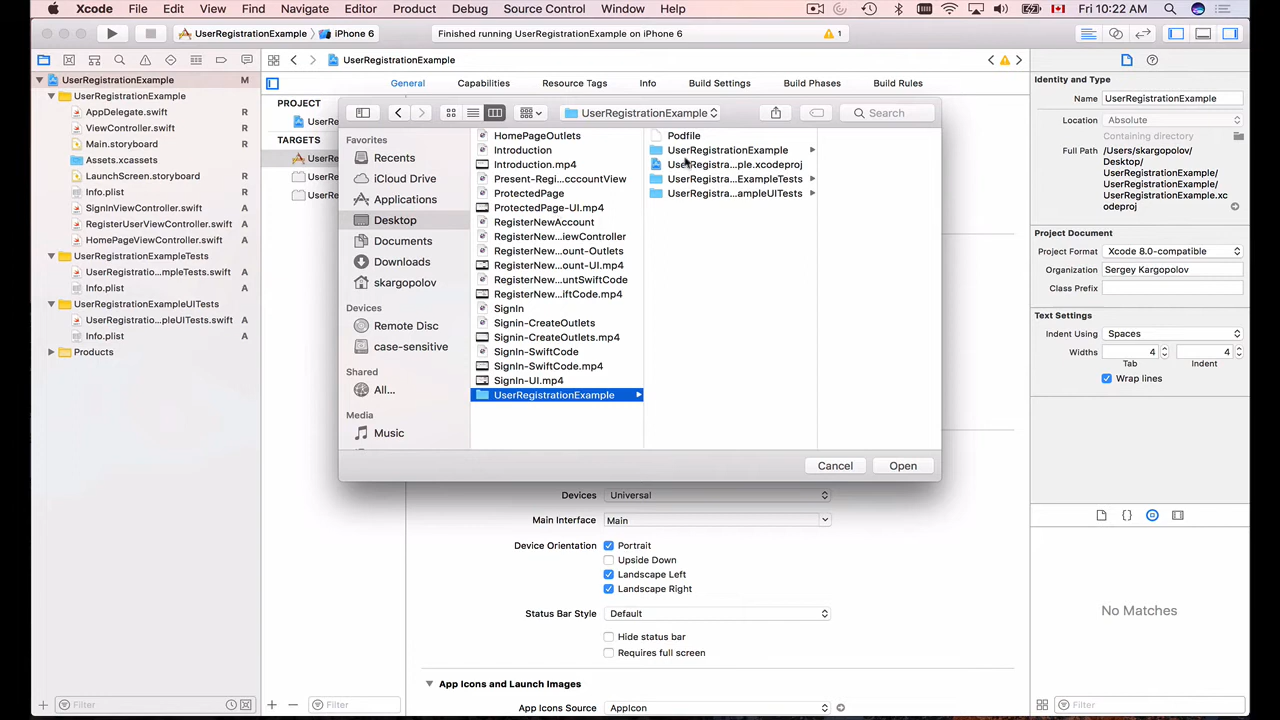 Xcode File Edit View Find Navigate Editor Product Debug Source Control Window Help Fri 10:22 AM
UserRegistrationExample iPhone 6 Finished running UserRegistrationExample on iPhone 6 1
UserRegistrationExample
UserRegistrationExample M
UserRegistrationExample
AppDelegate.swift A
ViewController.swift A
Main.storyboard A
Assets.xcassets A
LaunchScreen.storyboard A
Info.plist A
SignInViewController.swift A
RegisterUserViewController.swift A
HomePageViewController.swift A
UserRegistrationExampleTests
UserRegistratio...mpleTests.swift A
Info.plist A
UserRegistrationExampleUITests
UserRegistratio...pleUITests.swift A
Info.plist A
Products
Filter
General Capabilities Resource Tags Info Build Settings Build Phases Build Rules
PROJECT
UserRe
TARGETS
UserRe
UserRe
UserRe
Filter
UserRegistrationExample
Search
Favorites
Recents
iCloud Drive
Applications
Desktop
Documents
Downloads
skargopolov
Devices
Remote Disc
case-sensitive
Shared
All...
Media
Music
HomePageOutlets
Introduction
Introduction.mp4
Present-Regi...cccountView
ProtectedPage
ProtectedPage-UI.mp4
RegisterNewAccount
RegisterNew...iewController
RegisterNew...ount-Outlets
RegisterNew...ount-UI.mp4
RegisterNew...untSwiftCode
RegisterNew...iftCode.mp4
SignIn
Signin-CreateOutlets
Signin-CreateOutlets.mp4
SignIn-SwiftCode
SignIn-SwiftCode.mp4
SignIn-UI.mp4
UserRegistrationExample
Podfile
UserRegistrationExample
UserRegistra...ple.xcodeproj
UserRegistra...ExampleTests
UserRegistra...ampleUITests
Cancel Open
Devices Universal
Main Interface Main
Device Orientation Portrait
Upside Down
Landscape Left
Landscape Right
Status Bar Style Default
Hide status bar
Requires full screen
App Icons and Launch Images
App Icons Source AppIcon
Identity and Type
Name UserRegistrationExample
Location Absolute
Containing directory
Full Path /Users/skargopolov/
Desktop/
UserRegistrationExample/
UserRegistrationExample.xc
odeproj
Project Document
Project Format Xcode 8.0-compatible
Organization Sergey Kargopolov
Class Prefix
Text Settings
Indent Using Spaces
Widths 4 4
Tab Indent
Wrap lines
No Matches
Filter